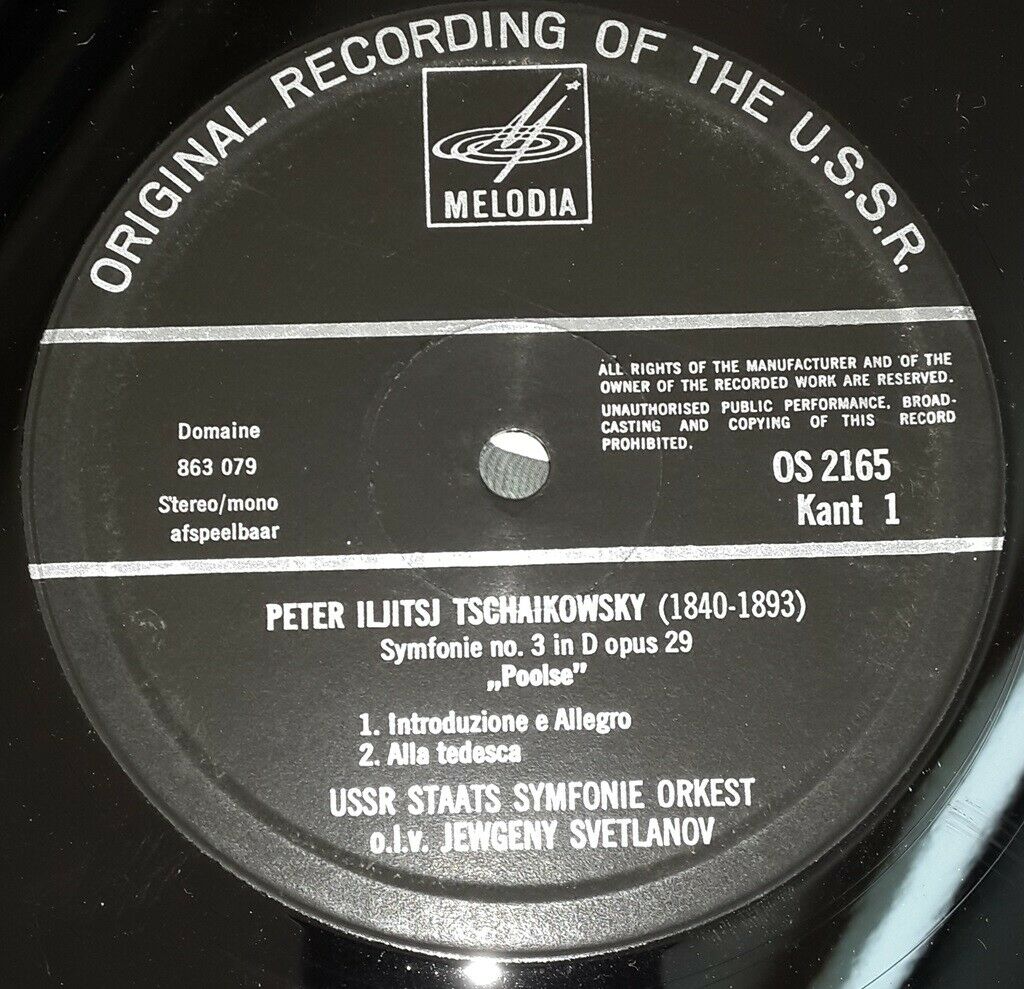 ORIGINAL RECORDING OF THE U.S.S.R.
MELODIA
ALL RIGHTS OF THE MANUFACTURER AND OF THE
OWNER OF THE RECORDED WORK ARE RESERVED.
UNAUTHORISED PUBLIC PERFORMANCE, BROAD-
CASTING AND COPYING OF THIS RECORD
PROHIBITED.
Domaine
863 079
Stereo/mono
afspeelbaar
OS 2165
Kant 1
PETER ILJITSJ TSCHAIKOWSKY (1840-1893)
Symfonie no. 3 in D opus 29
„Poolse”
1. Introduzione e Allegro
2. Alla tedesca
USSR STAATS SYMFONIE ORKEST
o.l.v. JEWGENY SVETLANOV